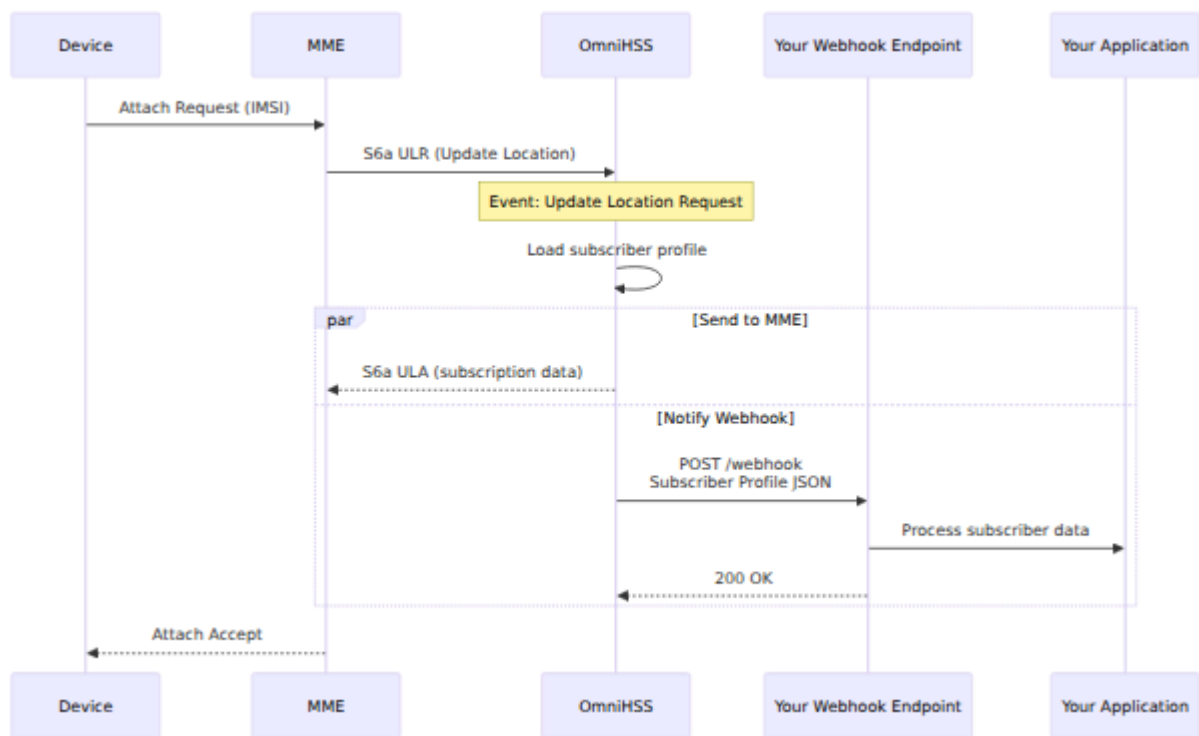 Device
MME
OmniHSS
Your Webhook Endpoint
Your Application
Attach Request (IMSI)
S6a ULR (Update Location)
Event: Update Location Request
Load subscriber profile
par
[Send to MME]
S6a ULA (subscription data)
[Notify Webhook]
POST /webhook
Subscriber Profile JSON
Process subscriber data
200 OK
Attach Accept
Device
MME
OmniHSS
Your Webhook Endpoint
Your Application